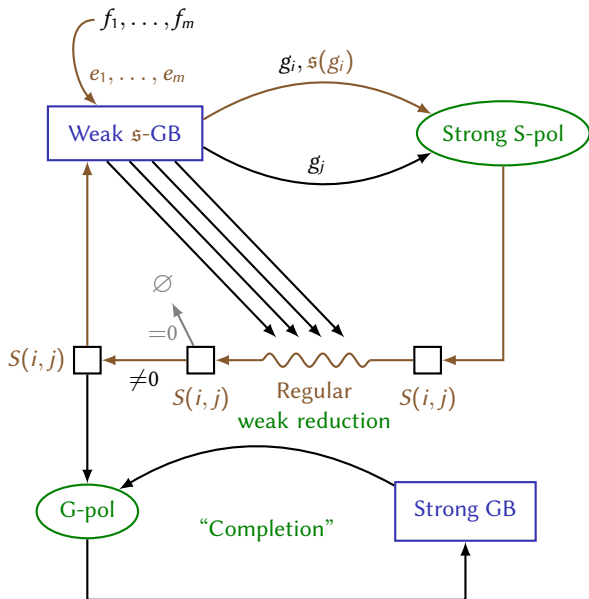 f₁, . . . , fₘ
e₁, . . . , eₘ
gᵢ, 𝔰(gᵢ)
Weak 𝔰-GB
Strong S-pol
gⱼ
∅
=0
S(i, j)
≠0
S(i, j)
Regular
S(i, j)
weak reduction
G-pol
"Completion"
Strong GB